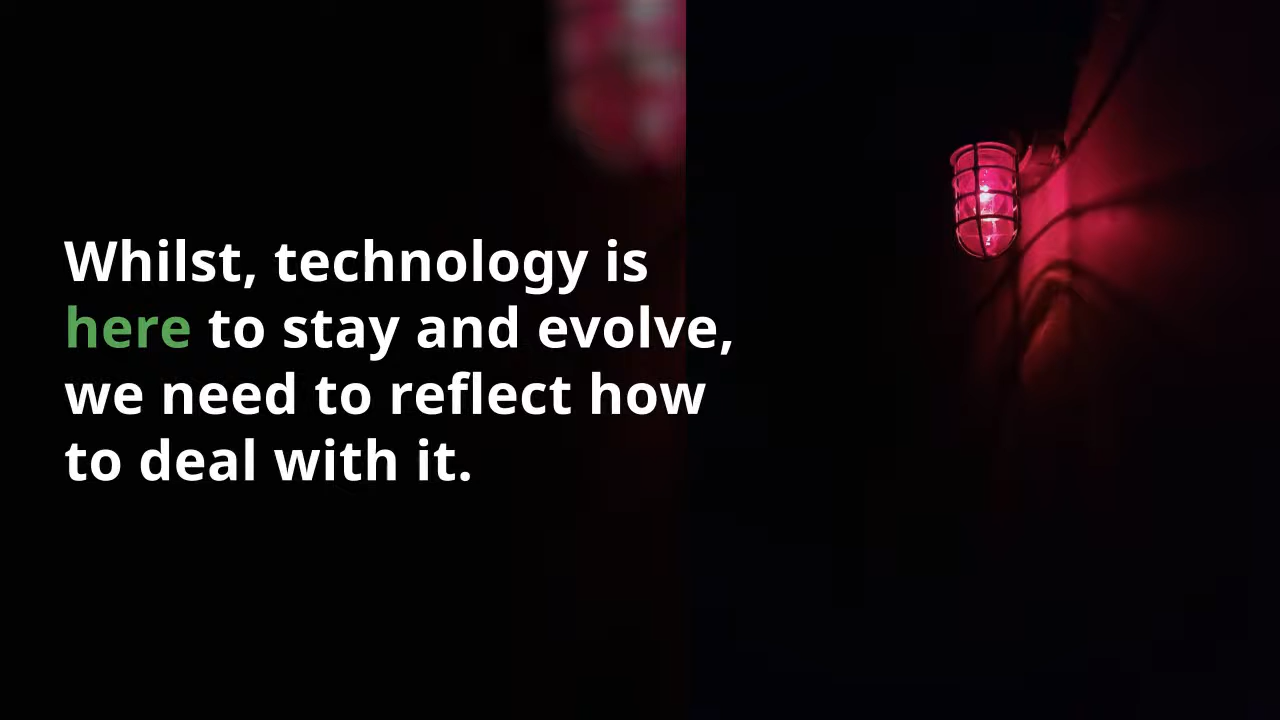 Whilst, technology is
here to stay and evolve,
we need to reflect how
to deal with it.